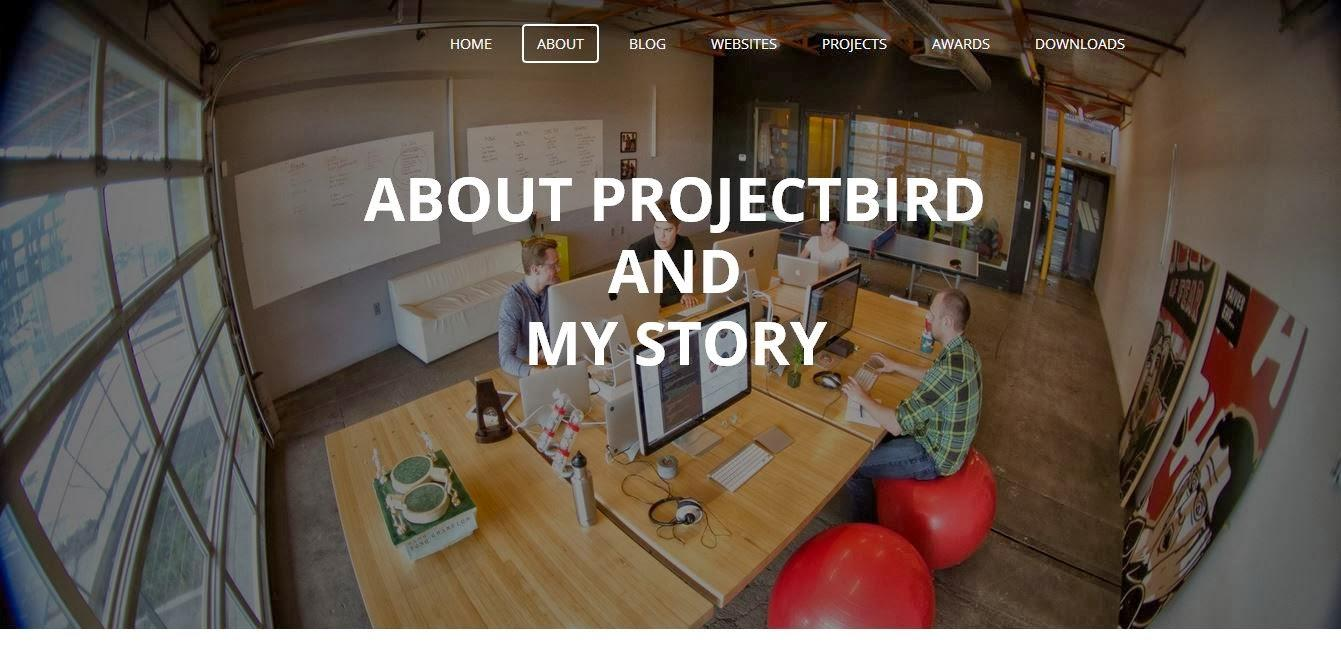 HOME ABOUT BLOG WEBSITES PROJECTS AWARDS DOWNLOADS
ABOUT PROJECTBIRD
AND
MY STORY